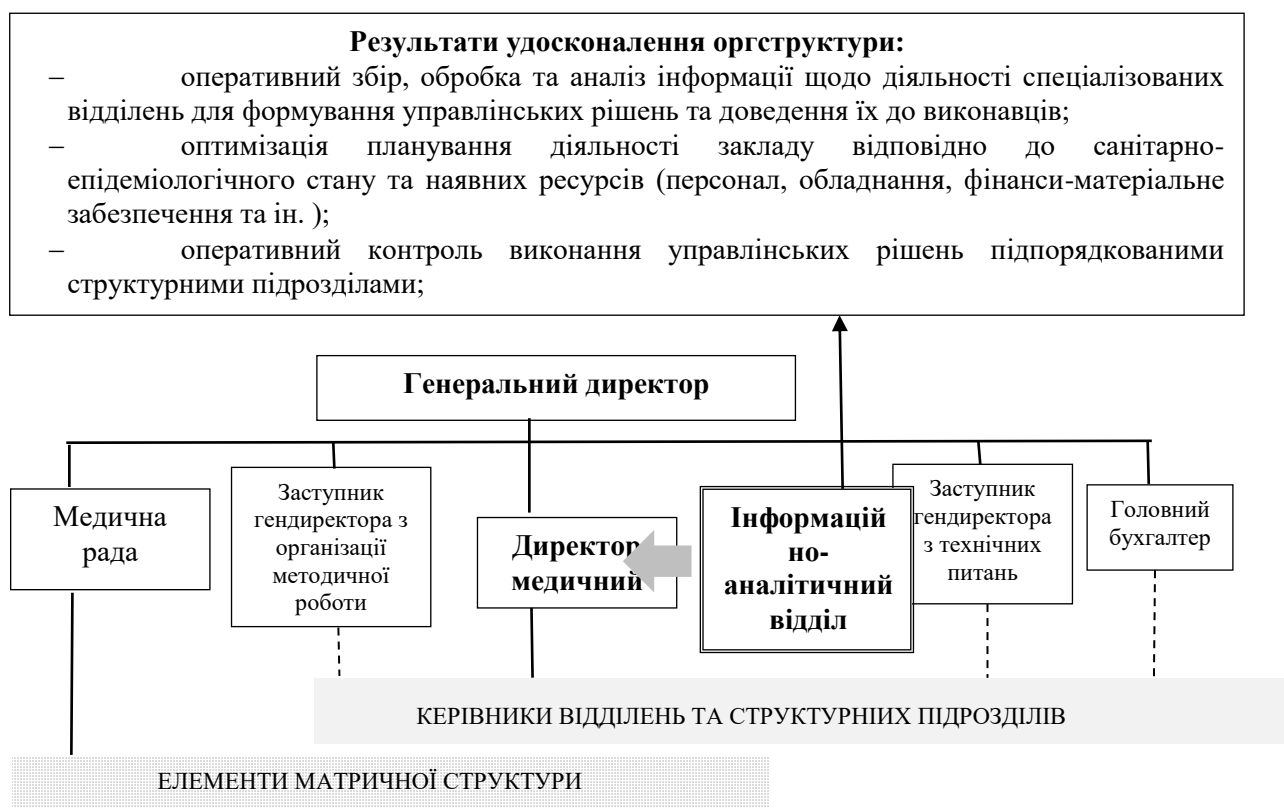 Результати удосконалення оргструктури:
– оперативний збір, обробка та аналіз інформації щодо діяльності спеціалізованих
відділень для формування управлінських рішень та доведення їх до виконавців;
– оптимізація планування діяльності закладу відповідно до санітарно-
епідеміологічного стану та наявних ресурсів (персонал, обладнання, фінанси-матеріальне
забезпечення та ін. );
– оперативний контроль виконання управлінських рішень підпорядкованими
структурними підрозділами;
Генеральний директор
Медична
рада
Заступник
гендиректора з
організації
методичної
роботи
Директор
медичний
Інформацій
но-
аналітичний
відділ
Заступник
гендиректора
з технічних
питань
Головний
бухгалтер
КЕРІВНИКИ ВІДДІЛЕНЬ ТА СТРУКТУРНІИХ ПІДРОЗДІЛІВ
ЕЛЕМЕНТИ МАТРИЧНОЇ СТРУКТУРИ